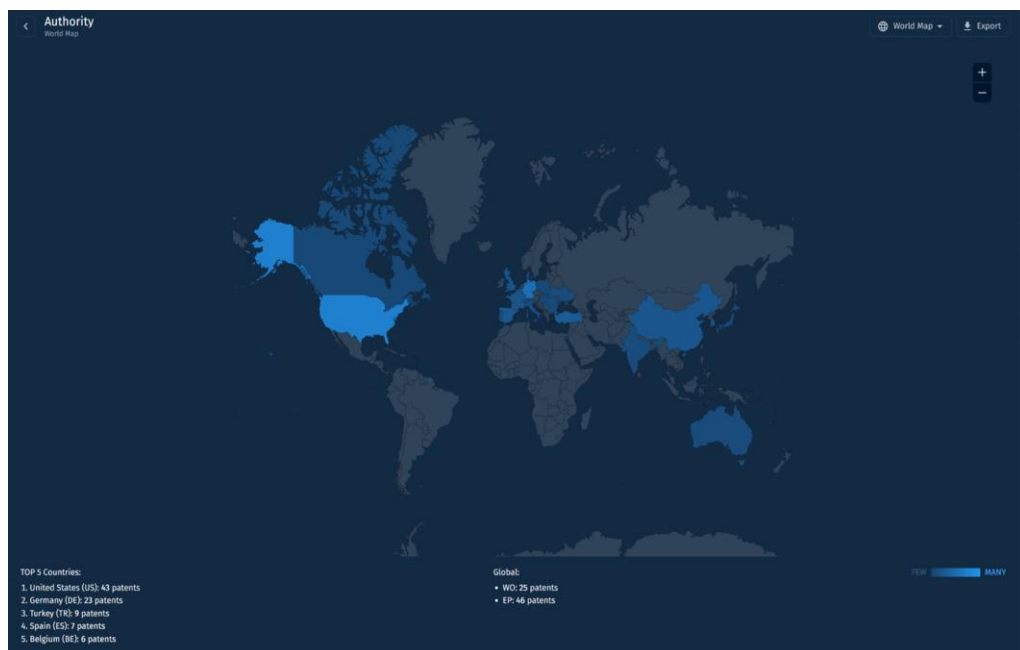 Authority
World Map
World Map
Export
+
−
TOP 5 Countries:
1. United States (US): 43 patents
2. Germany (DE): 23 patents
3. Turkey (TR): 9 patents
4. Spain (ES): 7 patents
5. Belgium (BE): 6 patents
Global:
• WO: 25 patents
• EP: 46 patents
FEW MANY